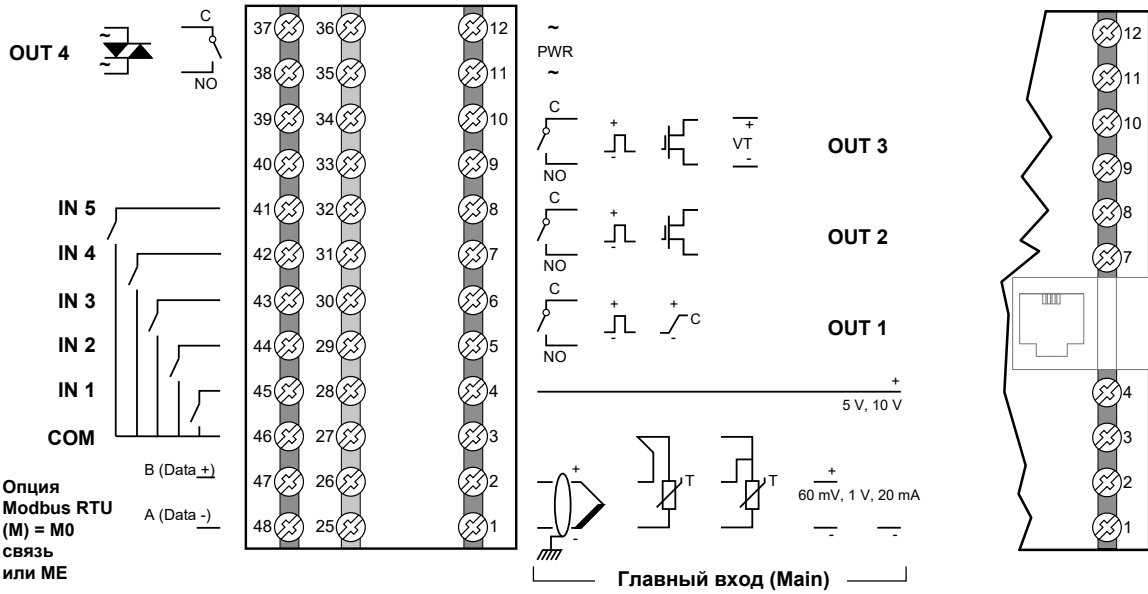 C
37 36 12 ~
OUT 4 ~ PWR
~ 38 35 11 ~
NO
39 34 10 C
+ +
VT OUT 3
- -
40 33 9 NO
IN 5 41 32 8 C
+
OUT 2
-
IN 4 42 31 7 NO
IN 3 43 30 6 C
+ +
C OUT 1
- -
IN 2 44 29 5 NO
IN 1 45 28 4 +
5 V, 10 V
COM 46 27 3
B (Data +) 47 26 2 + T T +
60 mV, 1 V, 20 mA
A (Data -) 48 25 1 - - -
Опция
Modbus RTU
(M) = M0
связь
или ME
Главный вход (Main)
12
11
10
9
8
7
4
3
2
1